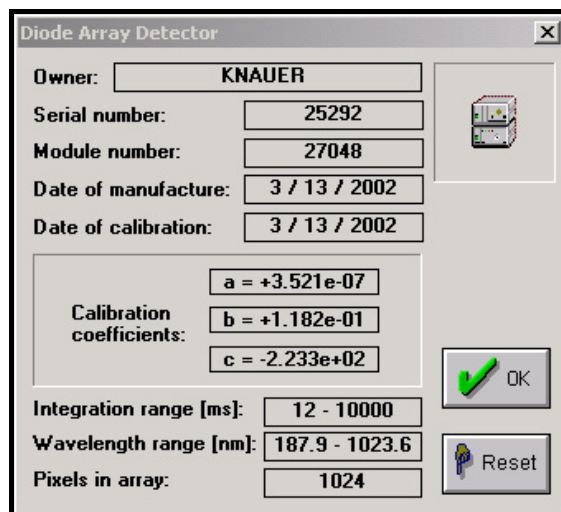 Diode Array Detector
Owner: KNAUER
Serial number: 25292
Module number: 27048
Date of manufacture: 3 / 13 / 2002
Date of calibration: 3 / 13 / 2002
Calibration coefficients:
a = +3.521e-07
b = +1.182e-01
c = -2.233e+02
Integration range [ms]: 12 - 10000
Wavelength range [nm]: 187.9 - 1023.6
Pixels in array: 1024
OK
Reset